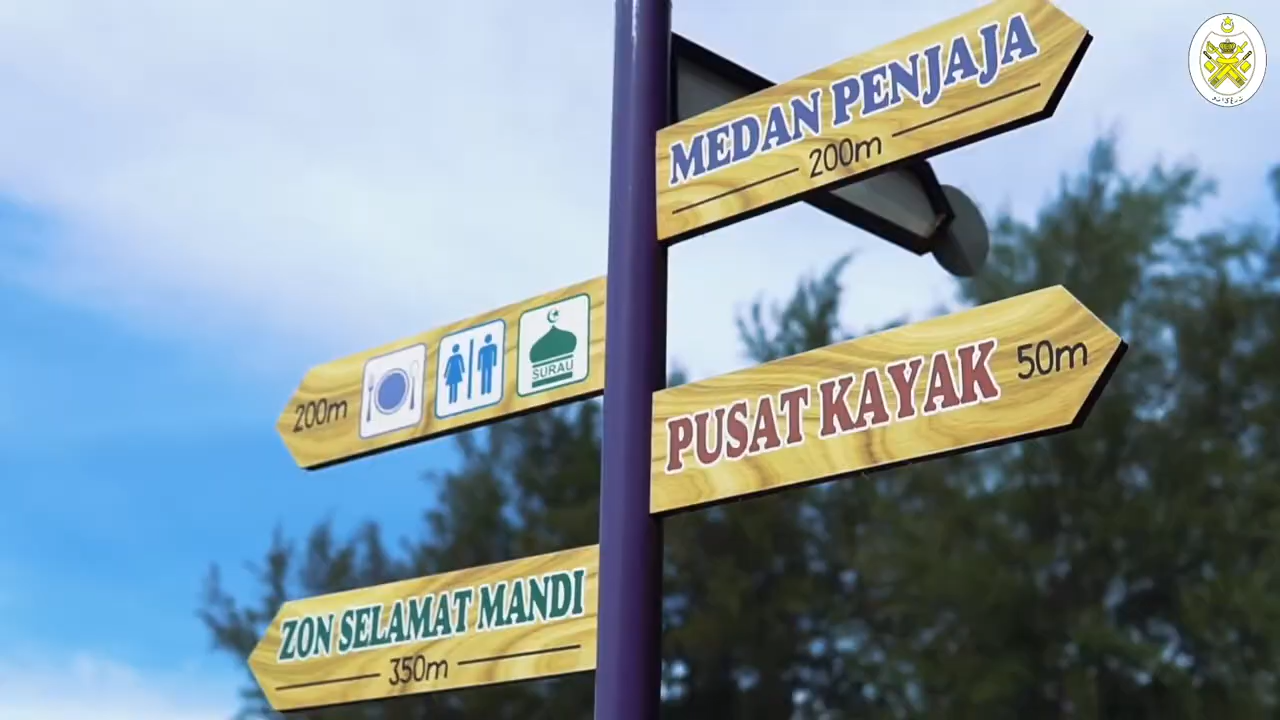 MEDAN PENJAJA
200m
200m
SURAU
PUSAT KAYAK 50m
ZON SELAMAT MANDI
350m